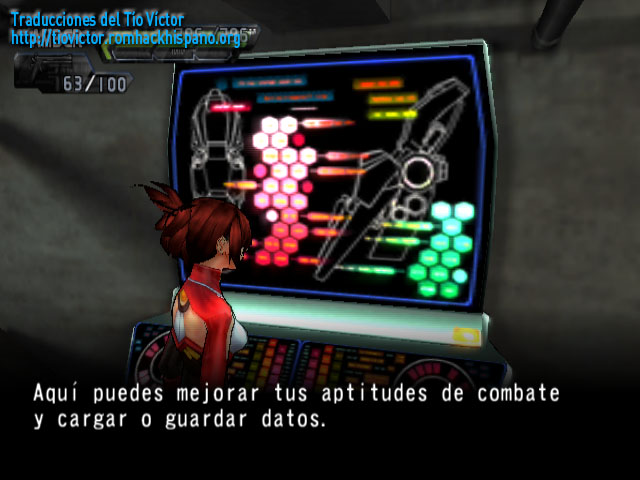 Traducciones del Tio Victor
http://tiovictor.romhackhispano.org
63/100
Aquí puedes mejorar tus aptitudes de combate
y cargar o guardar datos.